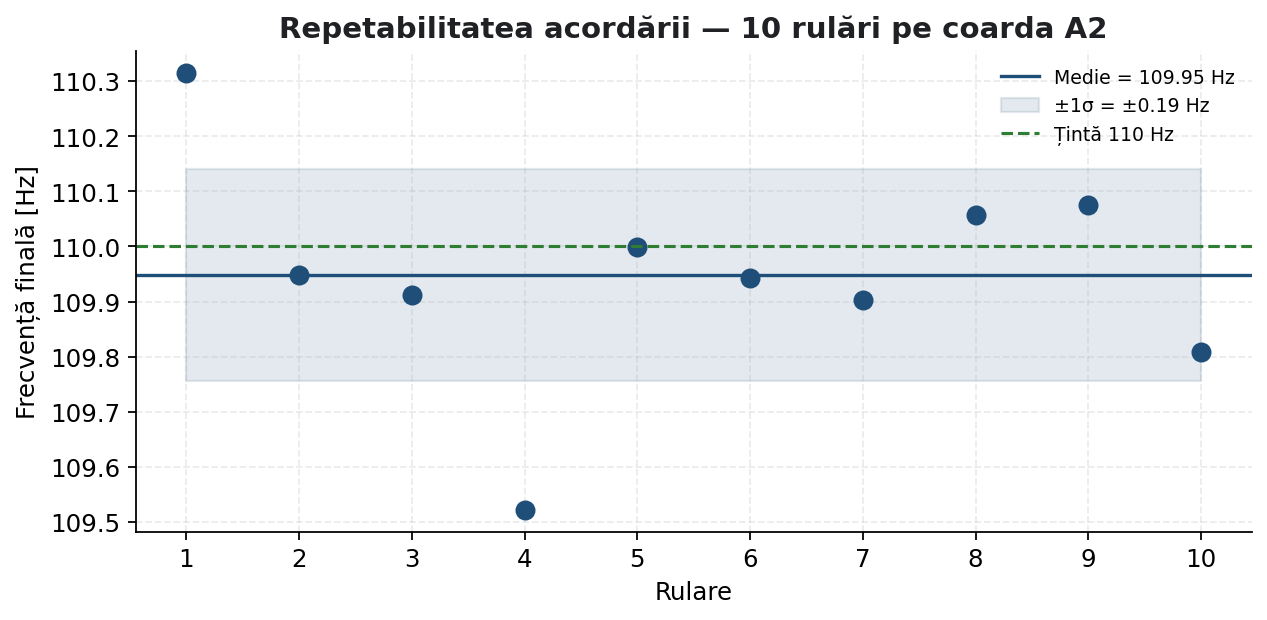 Repetabilitatea acordării — 10 rulări pe coarda A2
Medie = 109.95 Hz
±1σ = ±0.19 Hz
Țintă 110 Hz
Frecvență finală [Hz]
110.3
110.2
110.1
110.0
109.9
109.8
109.7
109.6
109.5
1 2 3 4 5 6 7 8 9 10
Rulare